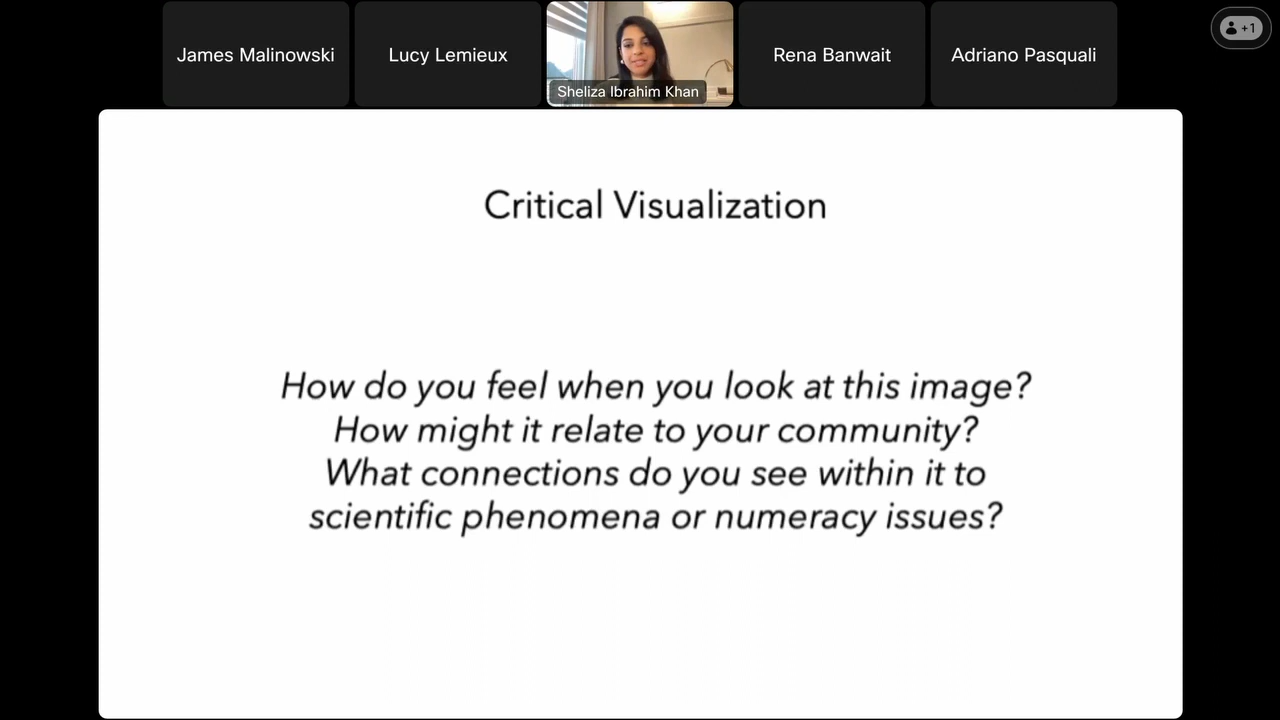 James Malinowski
Lucy Lemieux
Sheliza Ibrahim Khan
Rena Banwait
Adriano Pasquali
+1
Critical Visualization
How do you feel when you look at this image?
How might it relate to your community?
What connections do you see within it to
scientific phenomena or numeracy issues?